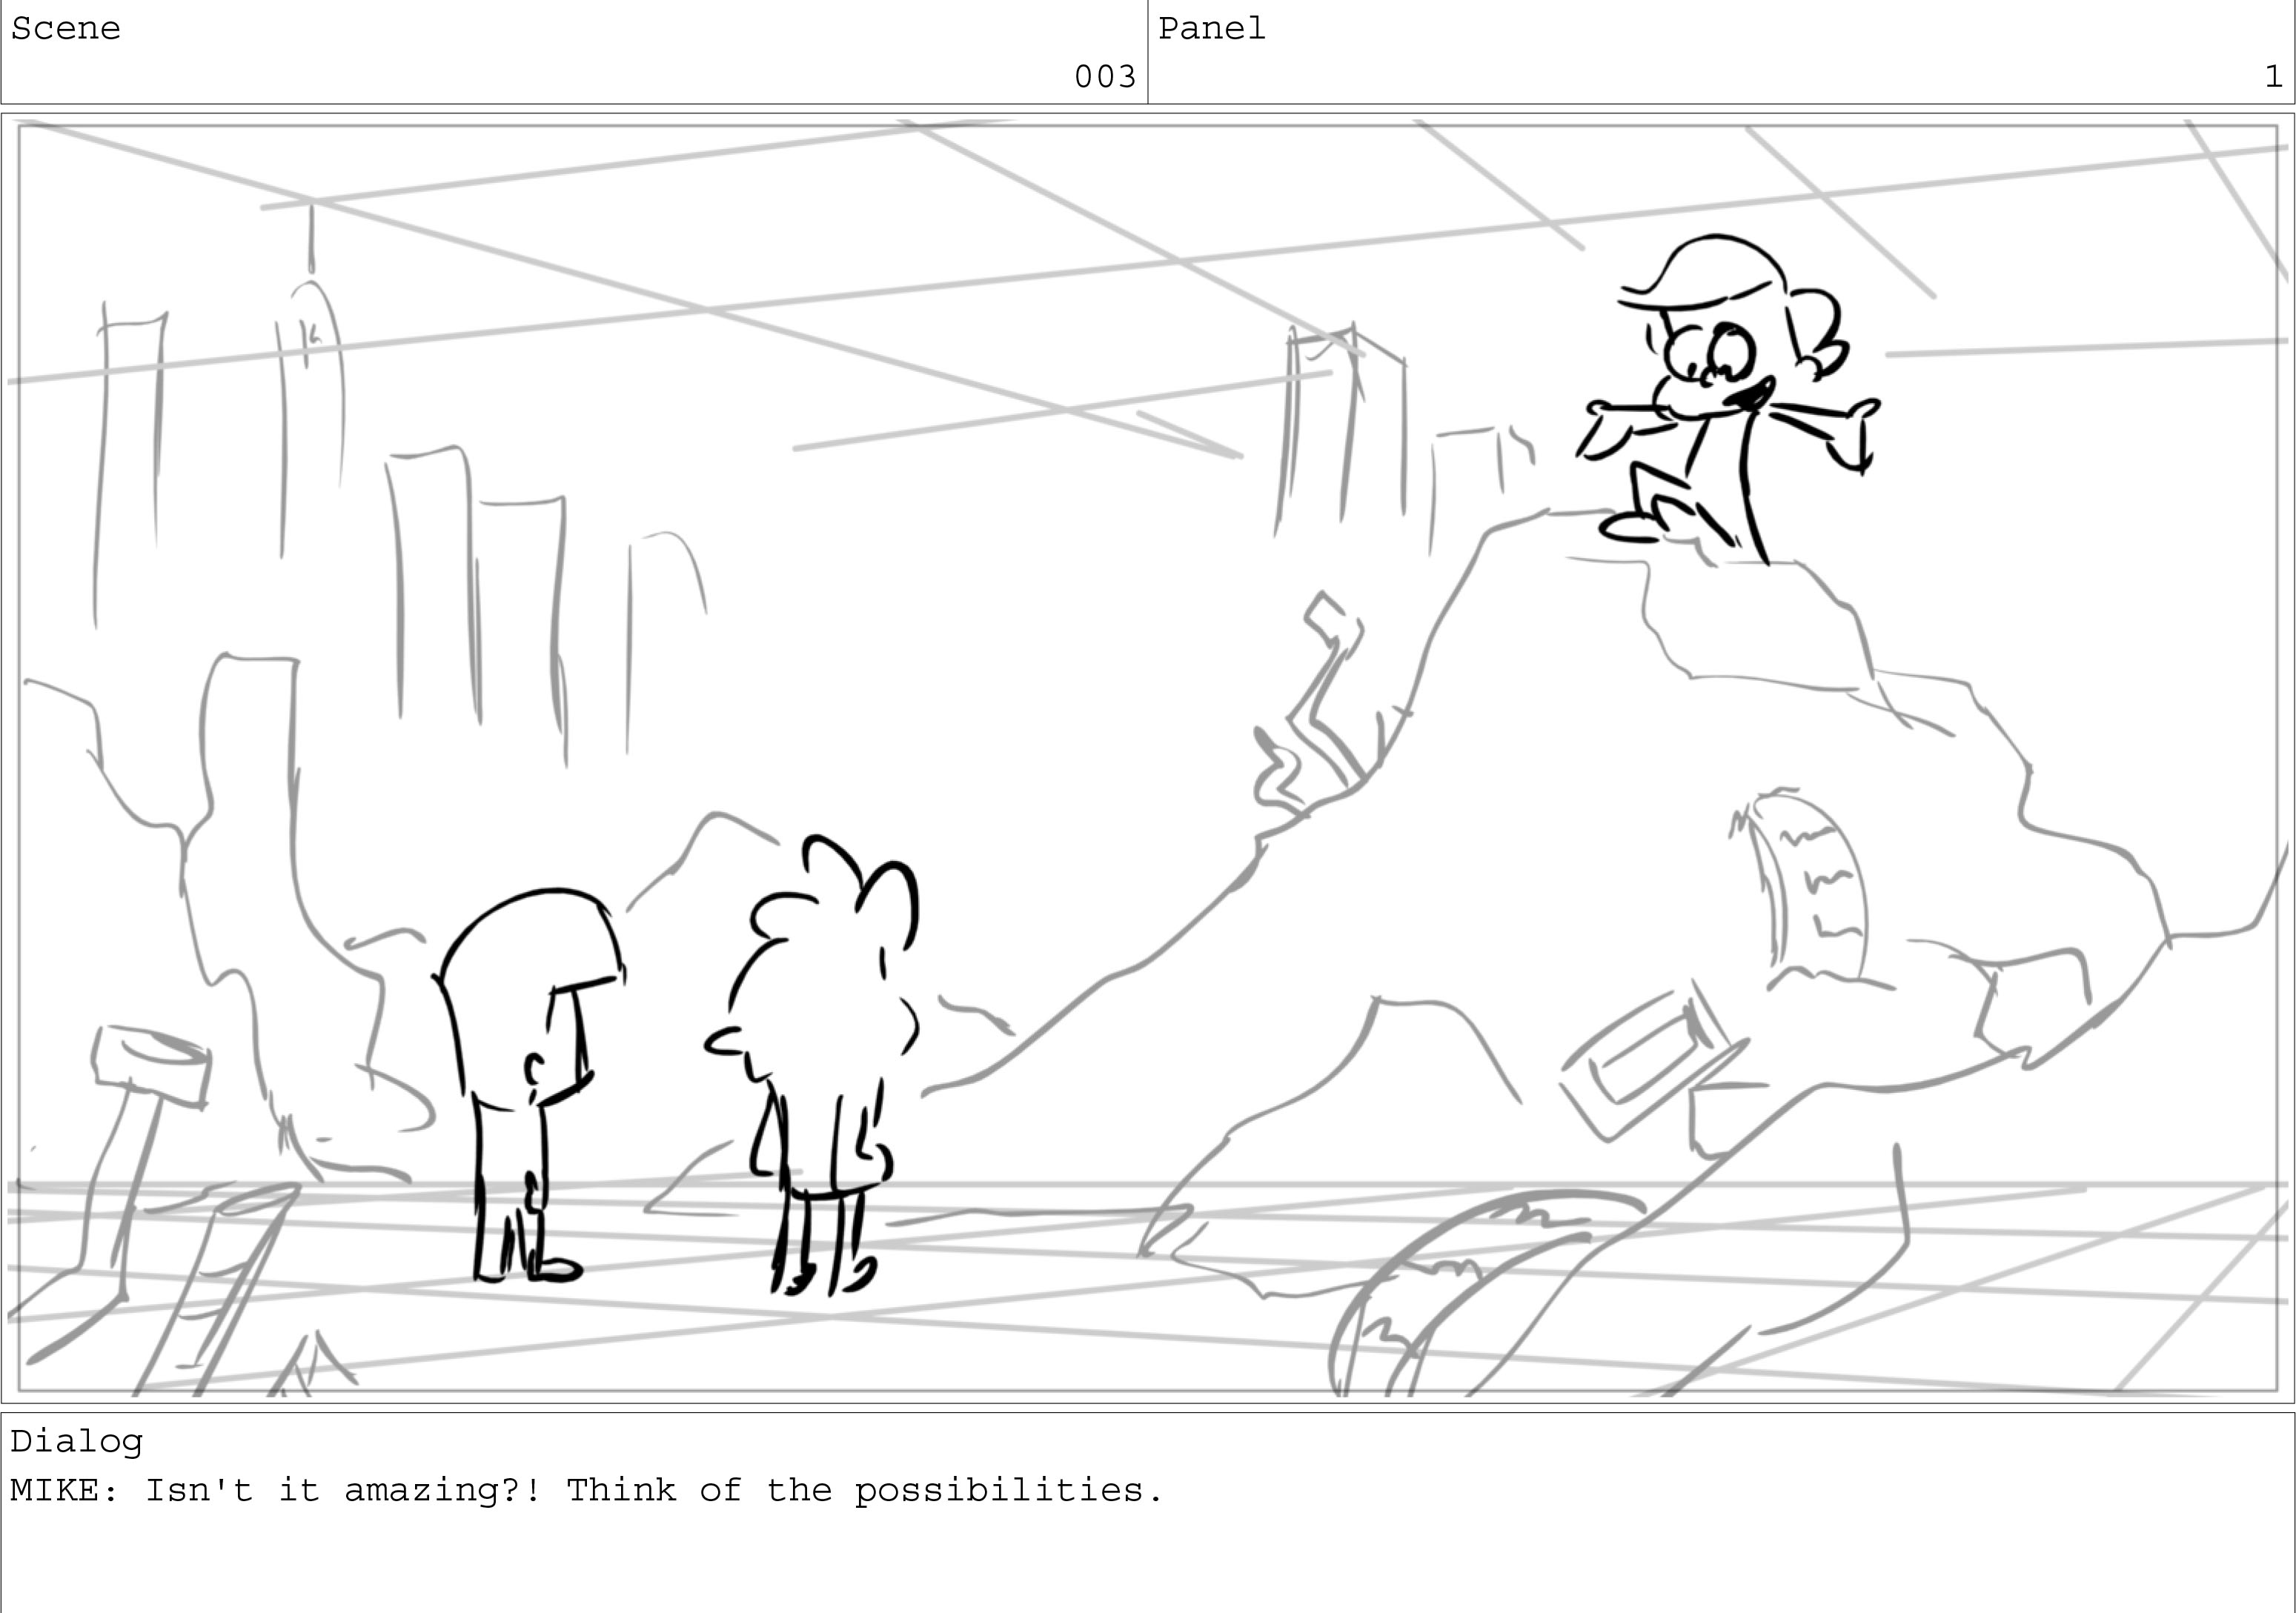 Scene
Panel
003
1
Dialog
MIKE: Isn't it amazing?! Think of the possibilities.